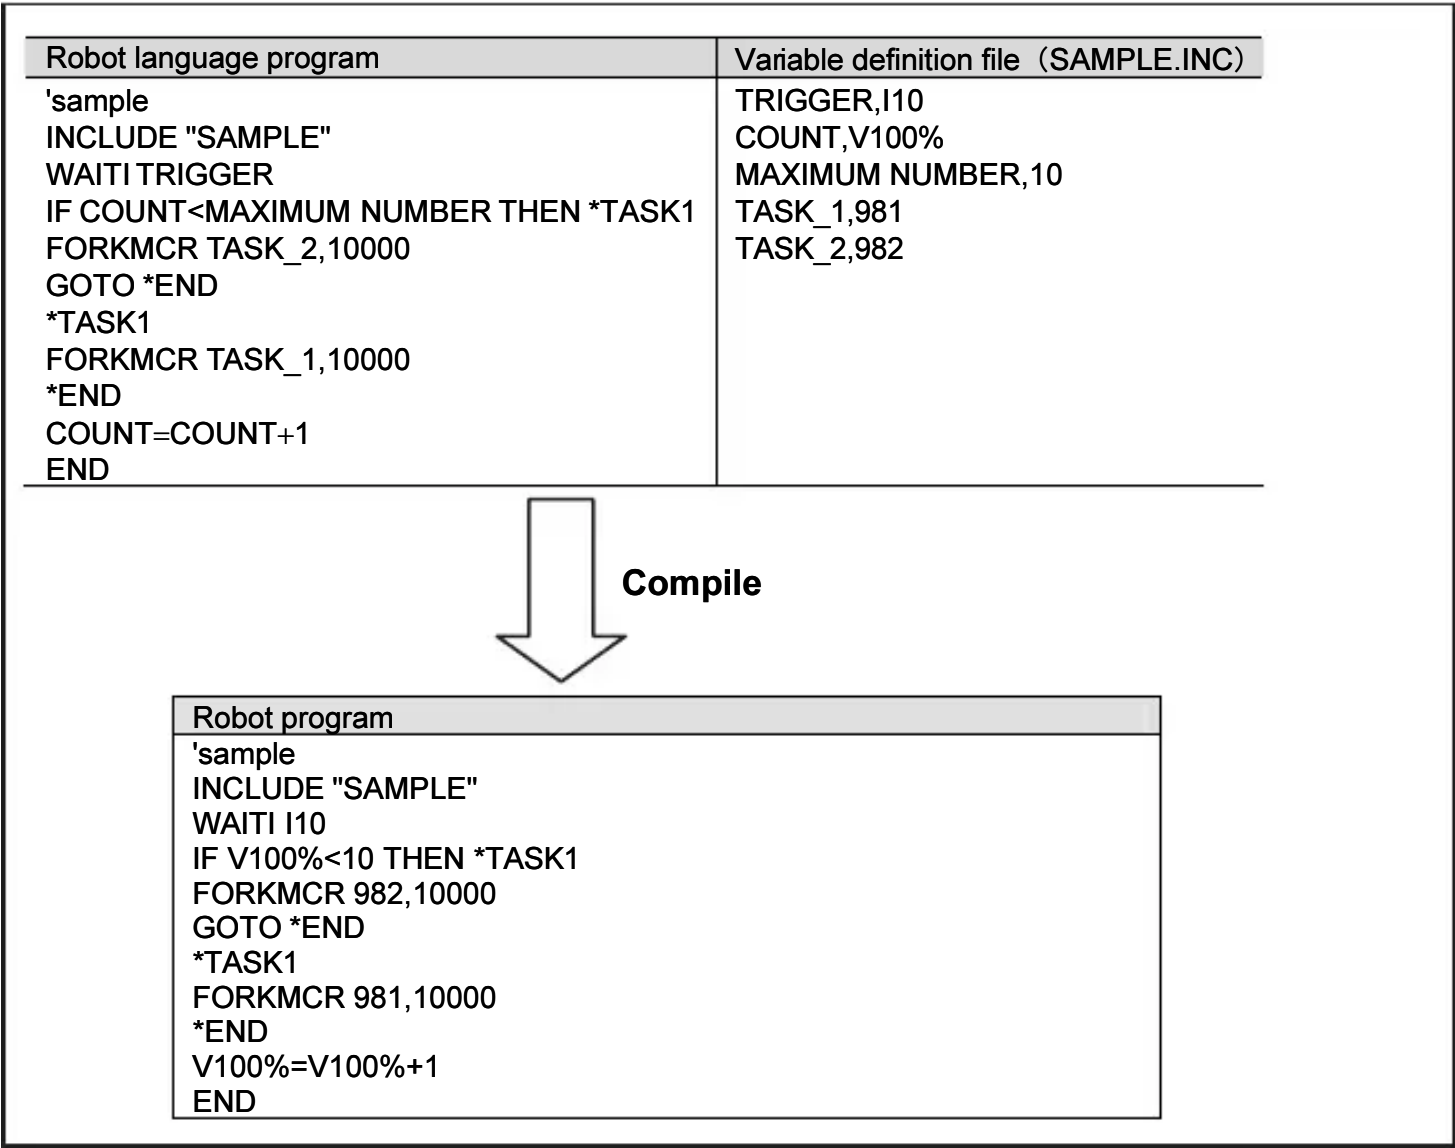 Robot language program
'sample
INCLUDE "SAMPLE"
WAITI TRIGGER
IF COUNT<MAXIMUM NUMBER THEN *TASK1
FORKMCR TASK_2,10000
GOTO *END
*TASK1
FORKMCR TASK_1,10000
*END
COUNT=COUNT+1
END
Variable definition file（SAMPLE.INC）
TRIGGER,I10
COUNT,V100%
MAXIMUM NUMBER,10
TASK_1,981
TASK_2,982
Compile
Robot program
'sample
INCLUDE "SAMPLE"
WAITI I10
IF V100%<10 THEN *TASK1
FORKMCR 982,10000
GOTO *END
*TASK1
FORKMCR 981,10000
*END
V100%=V100%+1
END